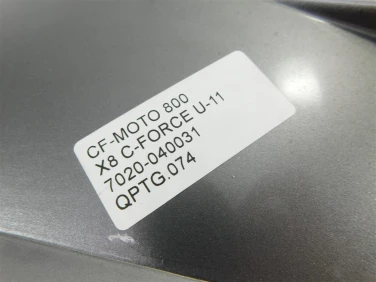 CF-MOTO 800
X8 C-FORCE U-11
7020-040031
QPTG.074